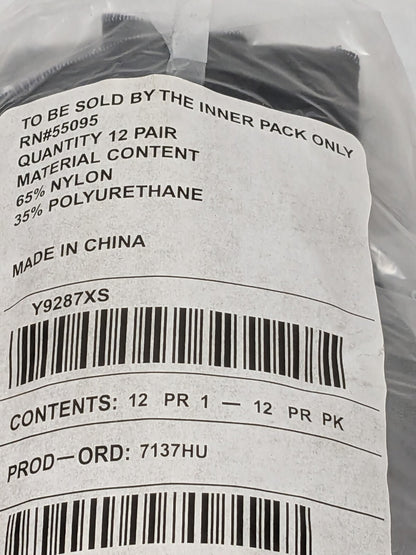 TO BE SOLD BY THE INNER PACK ONLY
RN#55095
QUANTITY 12 PAIR
MATERIAL CONTENT
65% NYLON
35% POLYURETHANE
MADE IN CHINA
Y9287XS
CONTENTS: 12 PR 1 — 12 PR PK
PROD—ORD: 7137HU